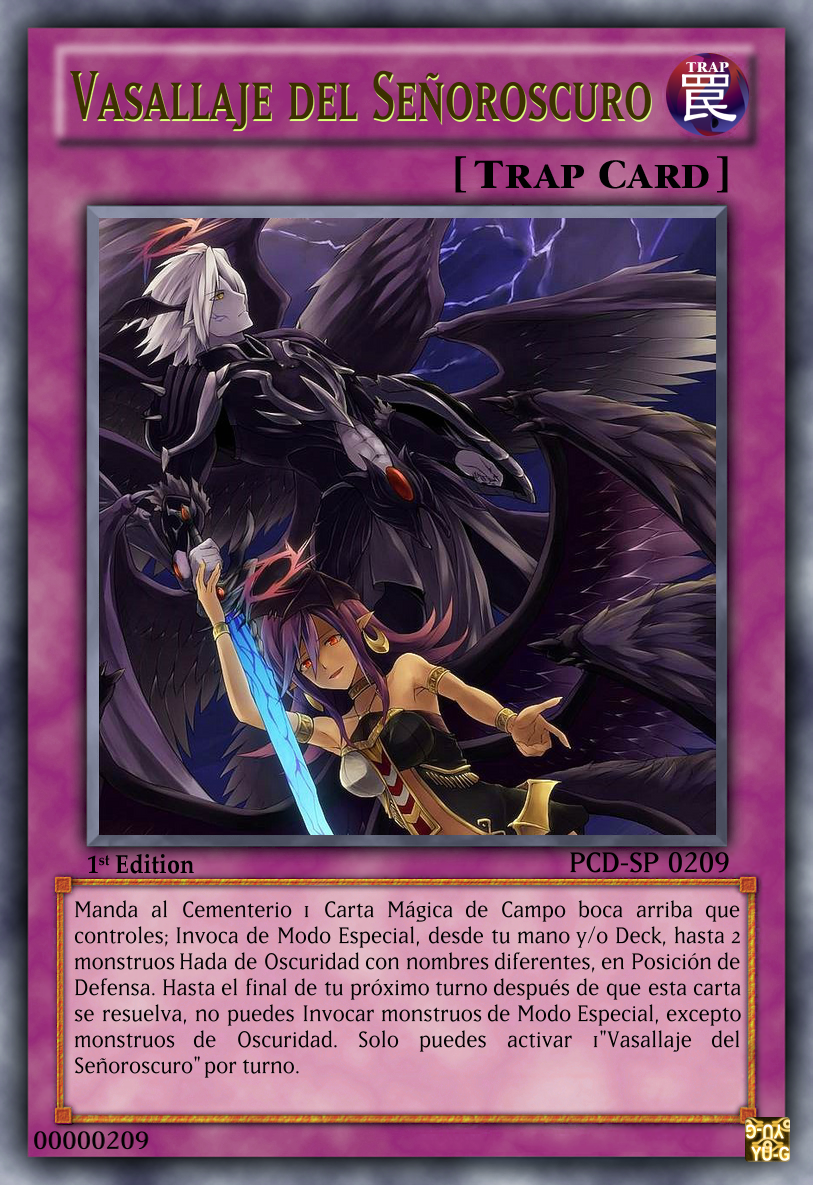 Vasallaje del Señoroscuro
TRAP
罠
[Trap Card]
1st Edition
PCD-SP 0209
Manda al Cementerio 1 Carta Mágica de Campo boca arriba que
controles; Invoca de Modo Especial, desde tu mano y/o Deck, hasta 2
monstruos Hada de Oscuridad con nombres diferentes, en Posición de
Defensa. Hasta el final de tu próximo turno después de que esta carta
se resuelva, no puedes Invocar monstruos de Modo Especial, excepto
monstruos de Oscuridad. Solo puedes activar 1"Vasallaje del
Señoroscuro" por turno.
00000209